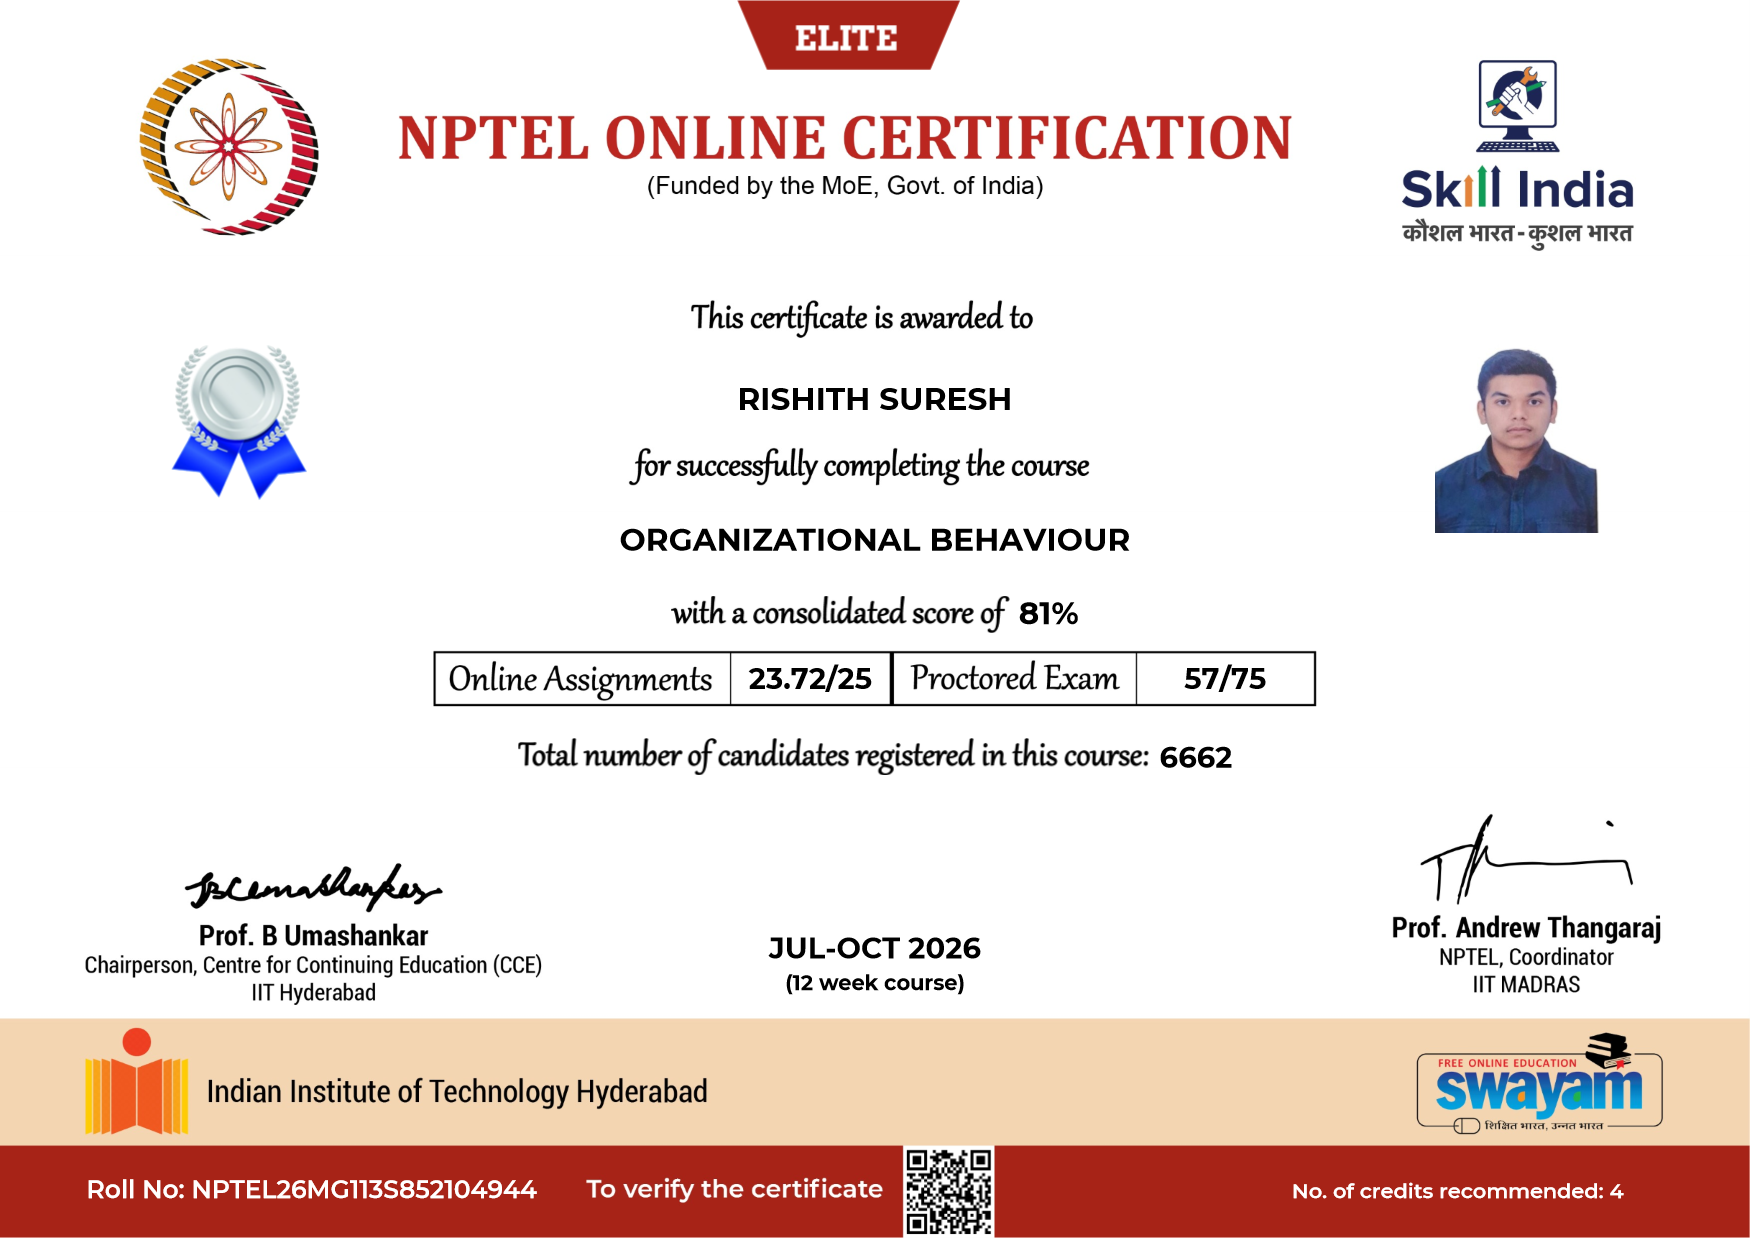 ELITE
NPTEL ONLINE CERTIFICATION
(Funded by the MoE, Govt. of India)
Skill India
कौशल भारत - कुशल भारत
This certificate is awarded to
RISHITH SURESH
for successfully completing the course
ORGANIZATIONAL BEHAVIOUR
with a consolidated score of 81%
Online Assignments 23.72/25 Proctored Exam 57/75
Total number of candidates registered in this course: 6662
Prof. B Umashankar
Chairperson, Centre for Continuing Education (CCE)
IIT Hyderabad
JUL-OCT 2026
(12 week course)
Prof. Andrew Thangaraj
NPTEL, Coordinator
IIT MADRAS
Indian Institute of Technology Hyderabad
FREE ONLINE EDUCATION
swayam
शिक्षित भारत, उन्नत भारत
Roll No: NPTEL26MG113S852104944
To verify the certificate
No. of credits recommended: 4